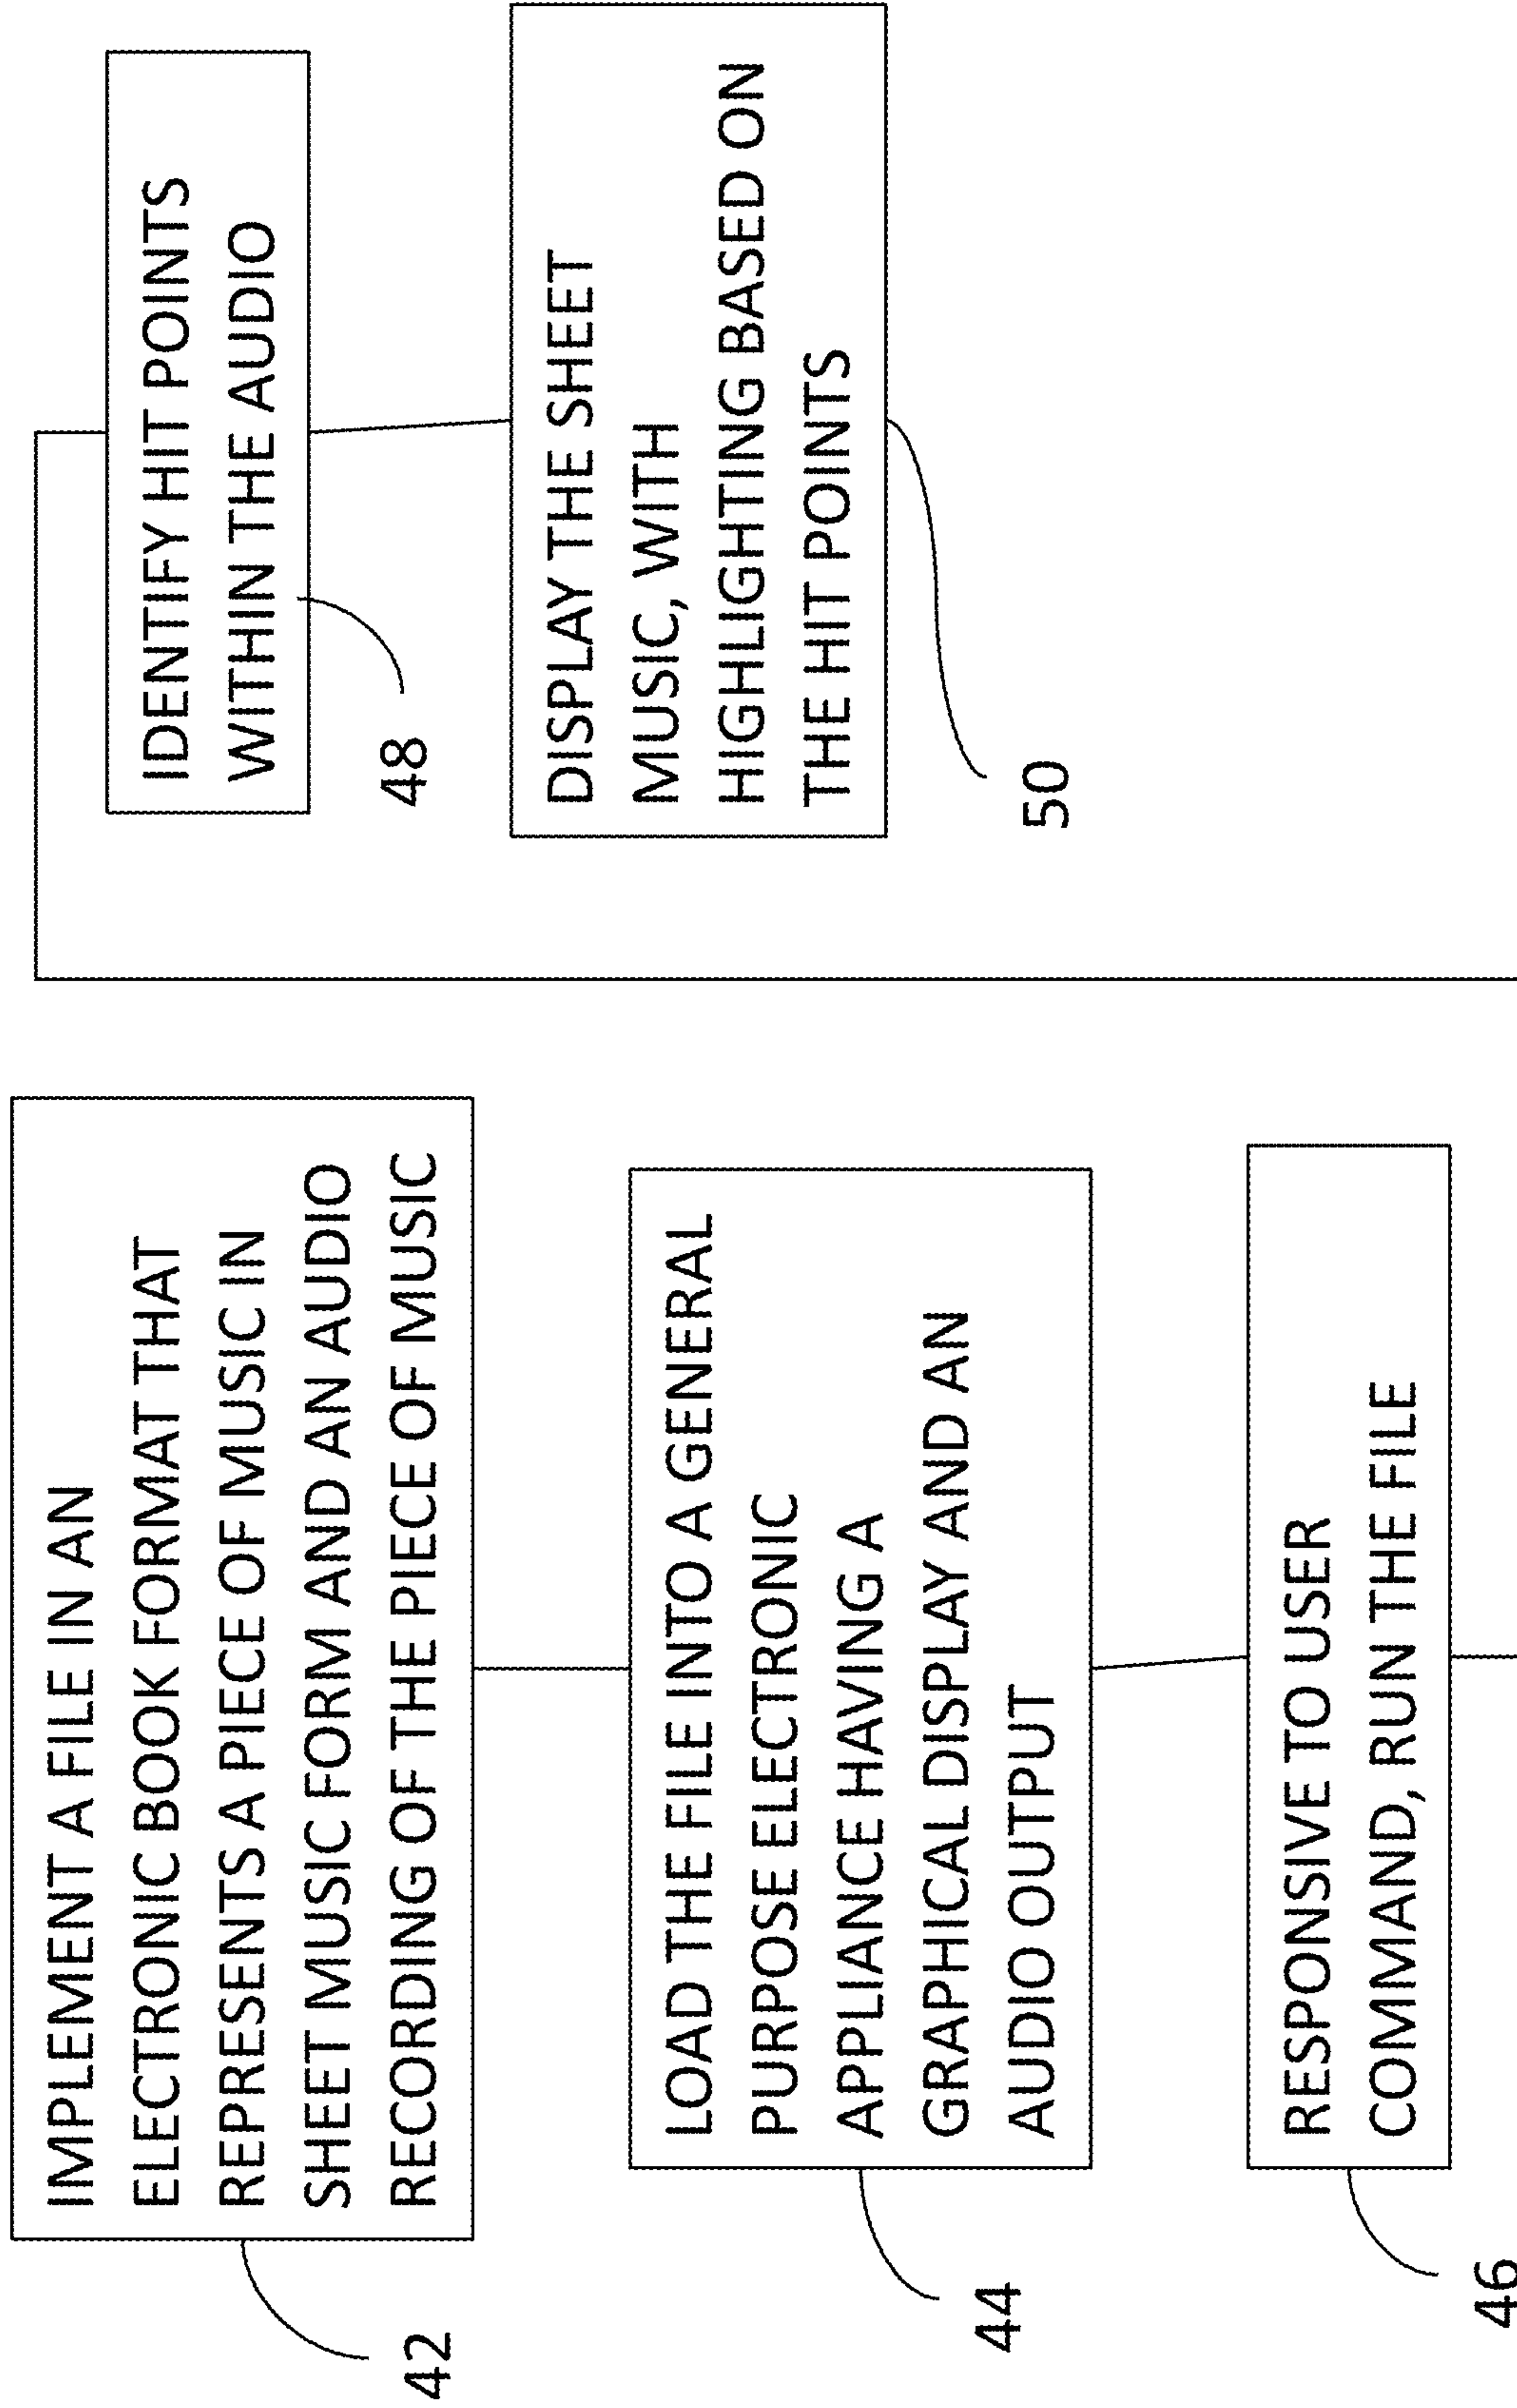 IMPLEMENT A FILE IN AN
ELECTRONIC BOOK FORMAT THAT
REPRESENTS A PIECE OF MUSIC IN
SHEET MUSIC FORM AND AN AUDIO
RECORDING OF THE PIECE OF MUSIC
42
LOAD THE FILE INTO A GENERAL
PURPOSE ELECTRONIC
APPLIANCE HAVING A
GRAPHICAL DISPLAY AND AN
AUDIO OUTPUT
44
RESPONSIVE TO USER
COMMAND, RUN THE FILE
46
IDENTIFY HIT POINTS
WITHIN THE AUDIO
48
DISPLAY THE SHEET
MUSIC, WITH
HIGHLIGHTING BASED ON
THE HIT POINTS
50